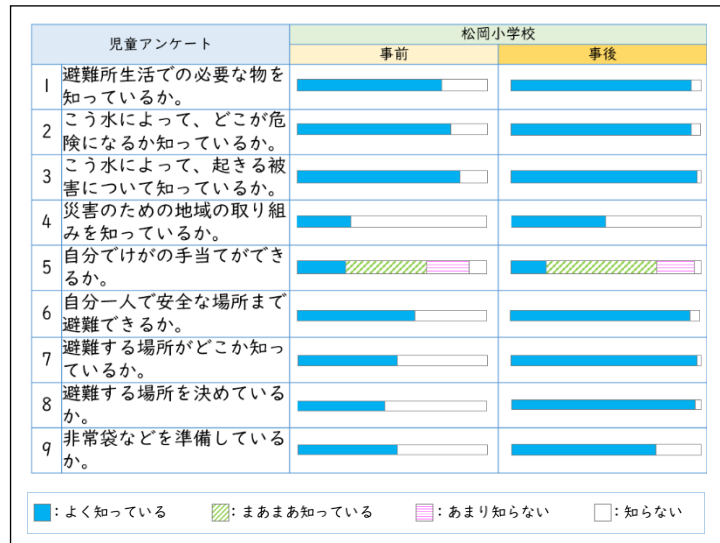 児童アンケート
松岡小学校
事前
事後
1
避難所生活での必要な物を
知っているか。
2
こう水によって、どこが危
険になるか知っているか。
3
こう水によって、起きる被
害について知っているか。
4
災害のための地域の取り組
みを知っているか。
5
自分でけがの手当てができ
るか。
6
自分一人で安全な場所まで
避難できるか。
7
避難する場所がどこか知っ
ているか。
8
避難する場所を決めている
か。
9
非常袋などを準備している
か。
：よく知っている
：まあまあ知っている
：あまり知らない
：知らない